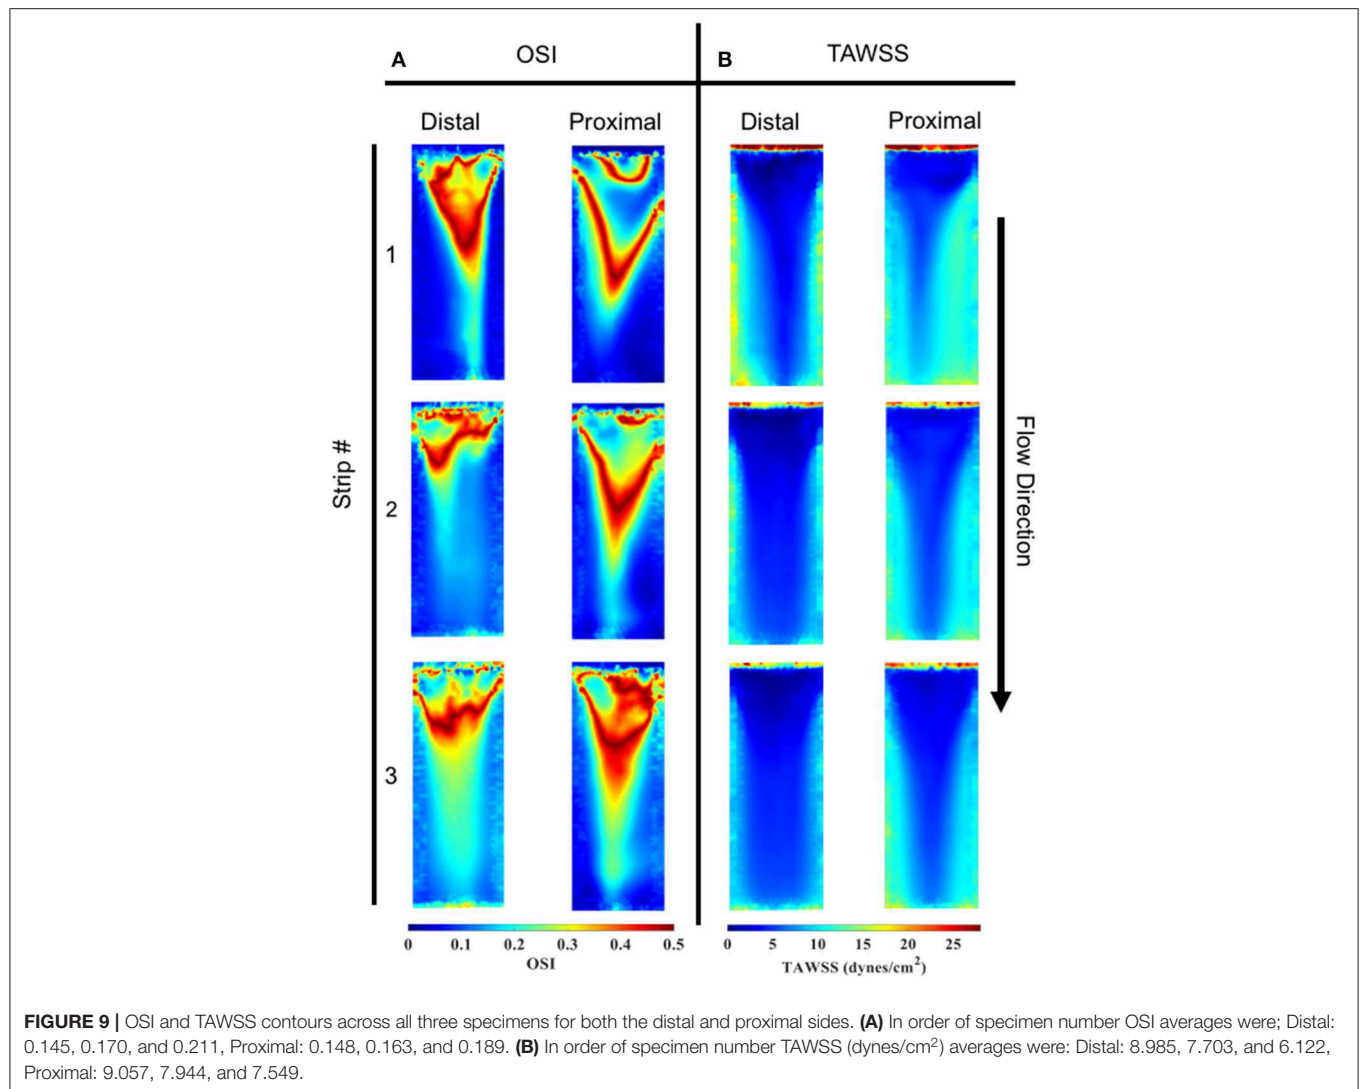 A OSI
B TAWSS
Distal Proximal Distal Proximal
1
2
3
Strip #
Flow Direction
0 0.1 0.2 0.3 0.4 0.5
OSI
0 5 10 15 20 25
TAWSS (dynes/cm²)
FIGURE 9 | OSI and TAWSS contours across all three specimens for both the distal and proximal sides. (A) In order of specimen number OSI averages were; Distal:
0.145, 0.170, and 0.211, Proximal: 0.148, 0.163, and 0.189. (B) In order of specimen number TAWSS (dynes/cm²) averages were: Distal: 8.985, 7.703, and 6.122,
Proximal: 9.057, 7.944, and 7.549.